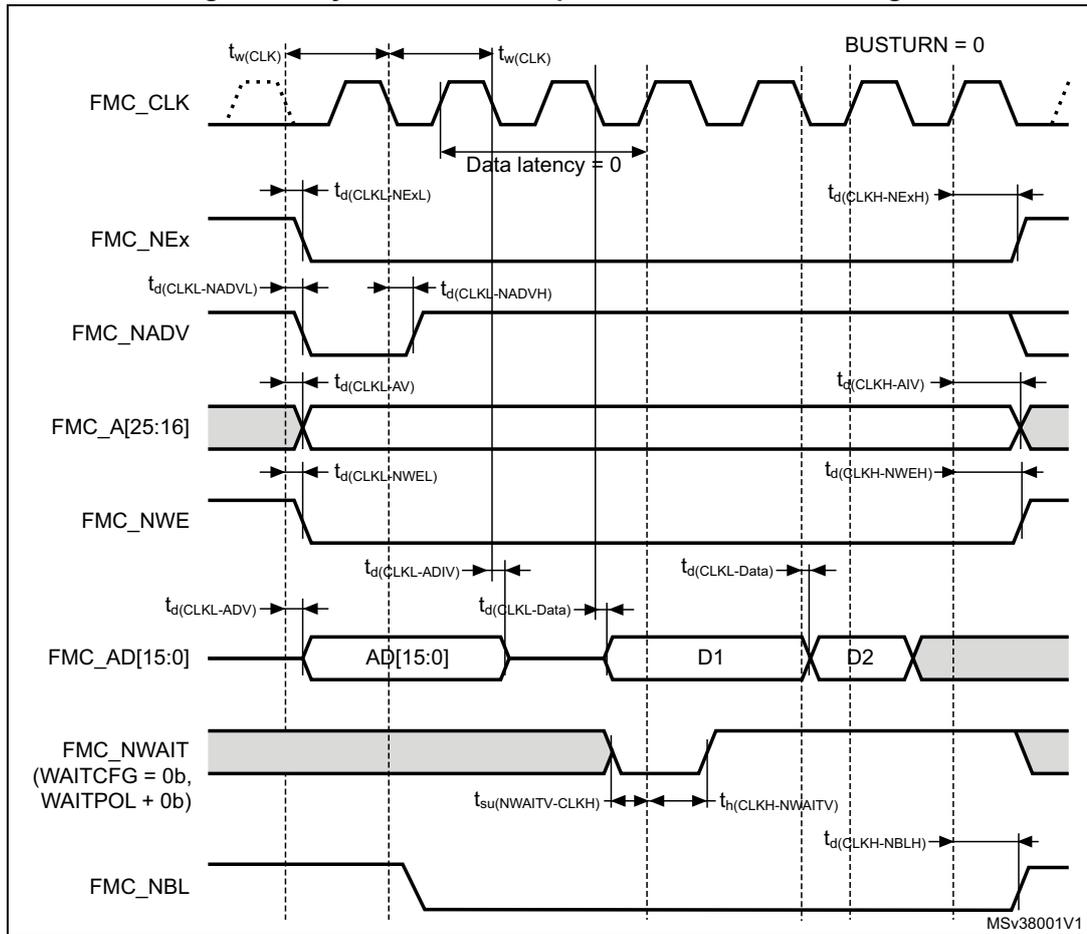 BUSTURN = 0
tw(CLK)
tw(CLK)
FMC_CLK
Data latency = 0
td(CLKL-NExL)
td(CLKH-NExH)
FMC_NEx
td(CLKL-NADVL)
td(CLKL-NADVH)
FMC_NADV
td(CLKL-AV)
td(CLKH-AIV)
FMC_A[25:16]
td(CLKL-NWEL)
td(CLKH-NWEH)
FMC_NWE
td(CLKL-ADIV)
td(CLKL-Data)
td(CLKL-ADV)
td(CLKL-Data)
FMC_AD[15:0]
AD[15:0]
D1
D2
FMC_NWAIT
(WAITCFG = 0b,
WAITPOL + 0b)
tsu(NWAITV-CLKH)
th(CLKH-NWAITV)
td(CLKH-NBLH)
FMC_NBL
MSv38001V1